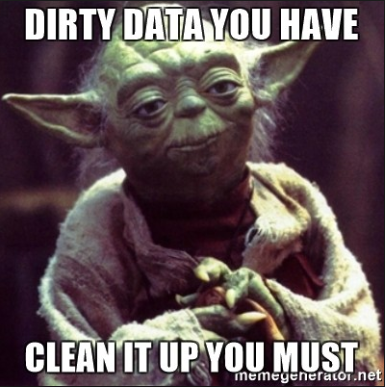 DIRTY DATA YOU HAVE
CLEAN IT UP YOU MUST
memegenerator.net